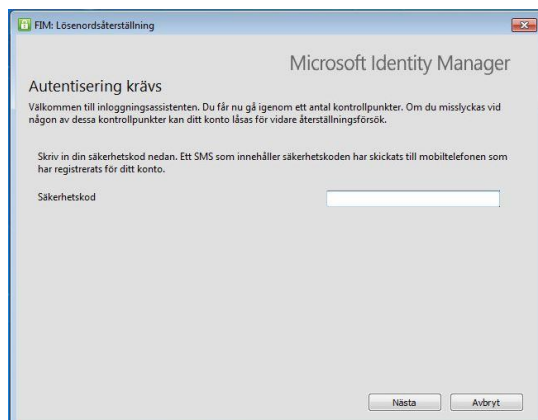 FIM: Lösenordsåterställning
Microsoft Identity Manager
Autentisering krävs
Välkommen till inloggningsassistenten. Du får nu gå igenom ett antal kontrollpunkter. Om du misslyckas vid
någon av dessa kontrollpunkter kan ditt konto låsas för vidare återställningsförsök.
Skriv in din säkerhetskod nedan. Ett SMS som innehåller säkerhetskoden har skickats till mobiltelefonen som
har registrerats för ditt konto.
Säkerhetskod
Nästa
Avbryt